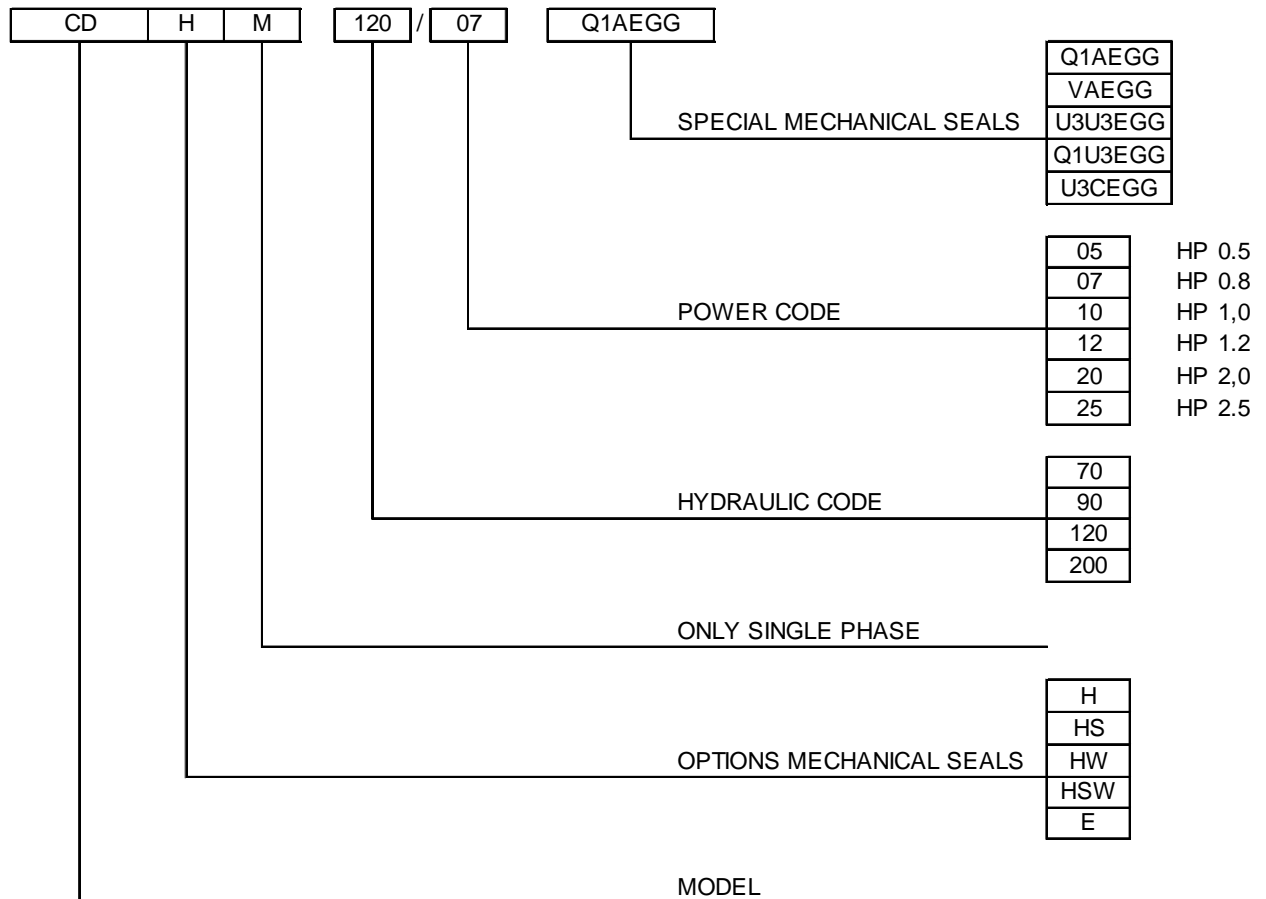 CD H M 120 / 07 Q1AEGG
Q1AEGG
VAEGG
SPECIAL MECHANICAL SEALS U3U3EGG
Q1U3EGG
U3CEGG
05 HP 0.5
07 HP 0.8
POWER CODE 10 HP 1,0
12 HP 1.2
20 HP 2,0
25 HP 2.5
70
HYDRAULIC CODE 90
120
200
ONLY SINGLE PHASE
H
HS
OPTIONS MECHANICAL SEALS HW
HSW
E
MODEL